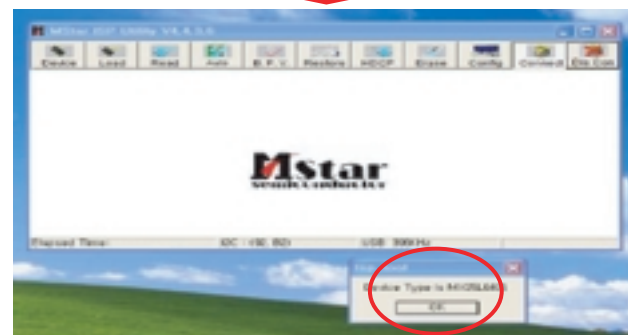 MStar ISP Utility V4.4.3.0
Device Load Read Auto B.P.V. Restore HDCP Erase Config Connect Dis.Con
Mstar
Semiconductor
Elapsed Time: I2C USB
Device Type is
OK